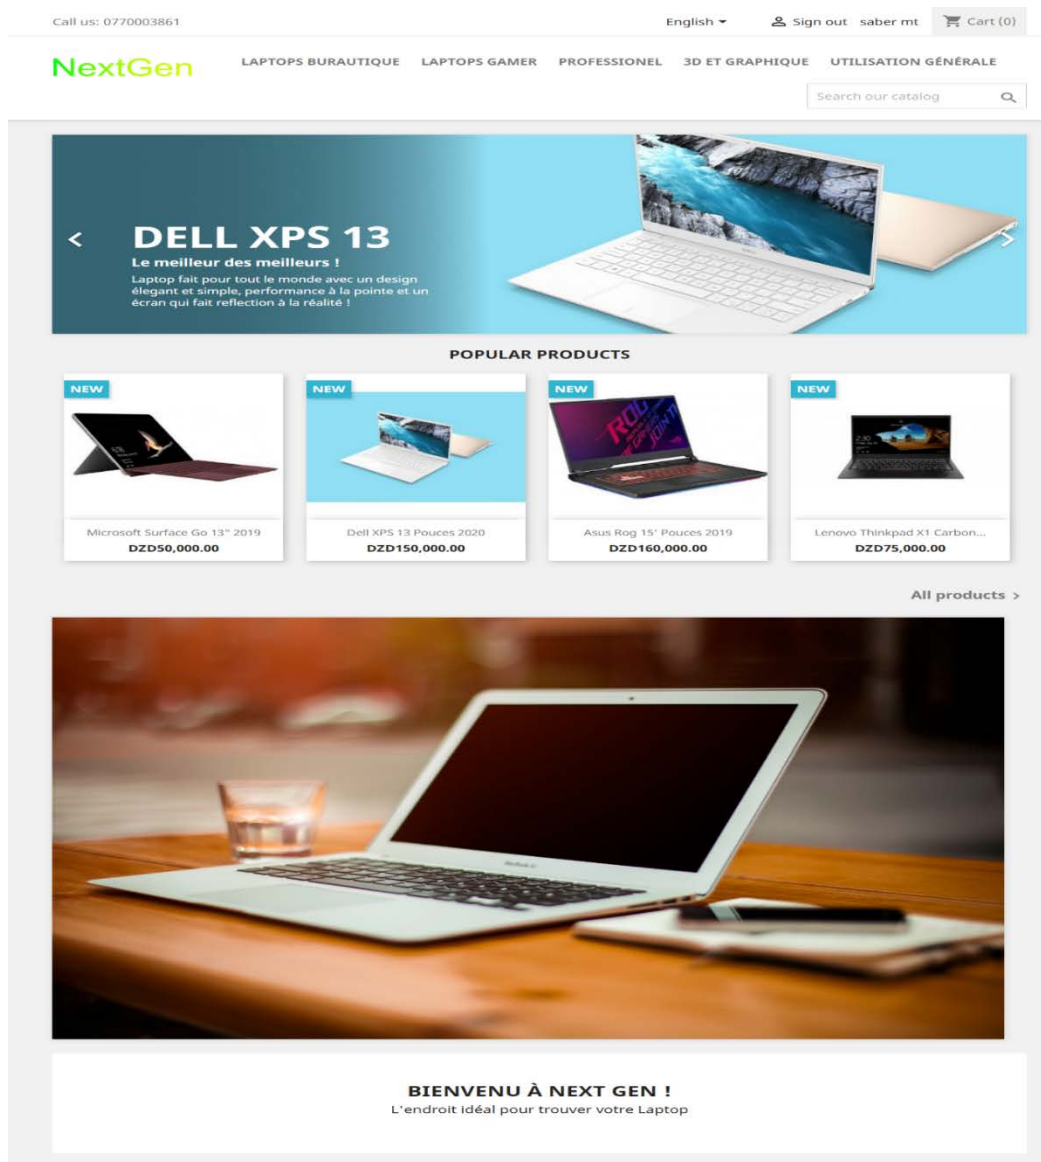 Call us: 0770003861
English
Sign out saber mt
Cart (0)
NextGen
LAPTOPS BURAUTIQUE LAPTOPS GAMER PROFESSIONEL 3D ET GRAPHIQUE UTILISATION GÉNÉRALE
Search our catalog
DELL XPS 13
Le meilleur des meilleurs !
Laptop fait pour tout le monde avec un design
élegant et simple, performance à la pointe et un
écran qui fait reflection à la réalité !
POPULAR PRODUCTS
NEW
NEW
NEW
NEW
Microsoft Surface Go 13" 2019
DZD50,000.00
Dell XPS 13 Pouces 2020
DZD150,000.00
Asus Rog 15' Pouces 2019
DZD160,000.00
Lenovo Thinkpad X1 Carbon...
DZD75,000.00
All products
BIENVENU À NEXT GEN !
L'endroit idéal pour trouver votre Laptop